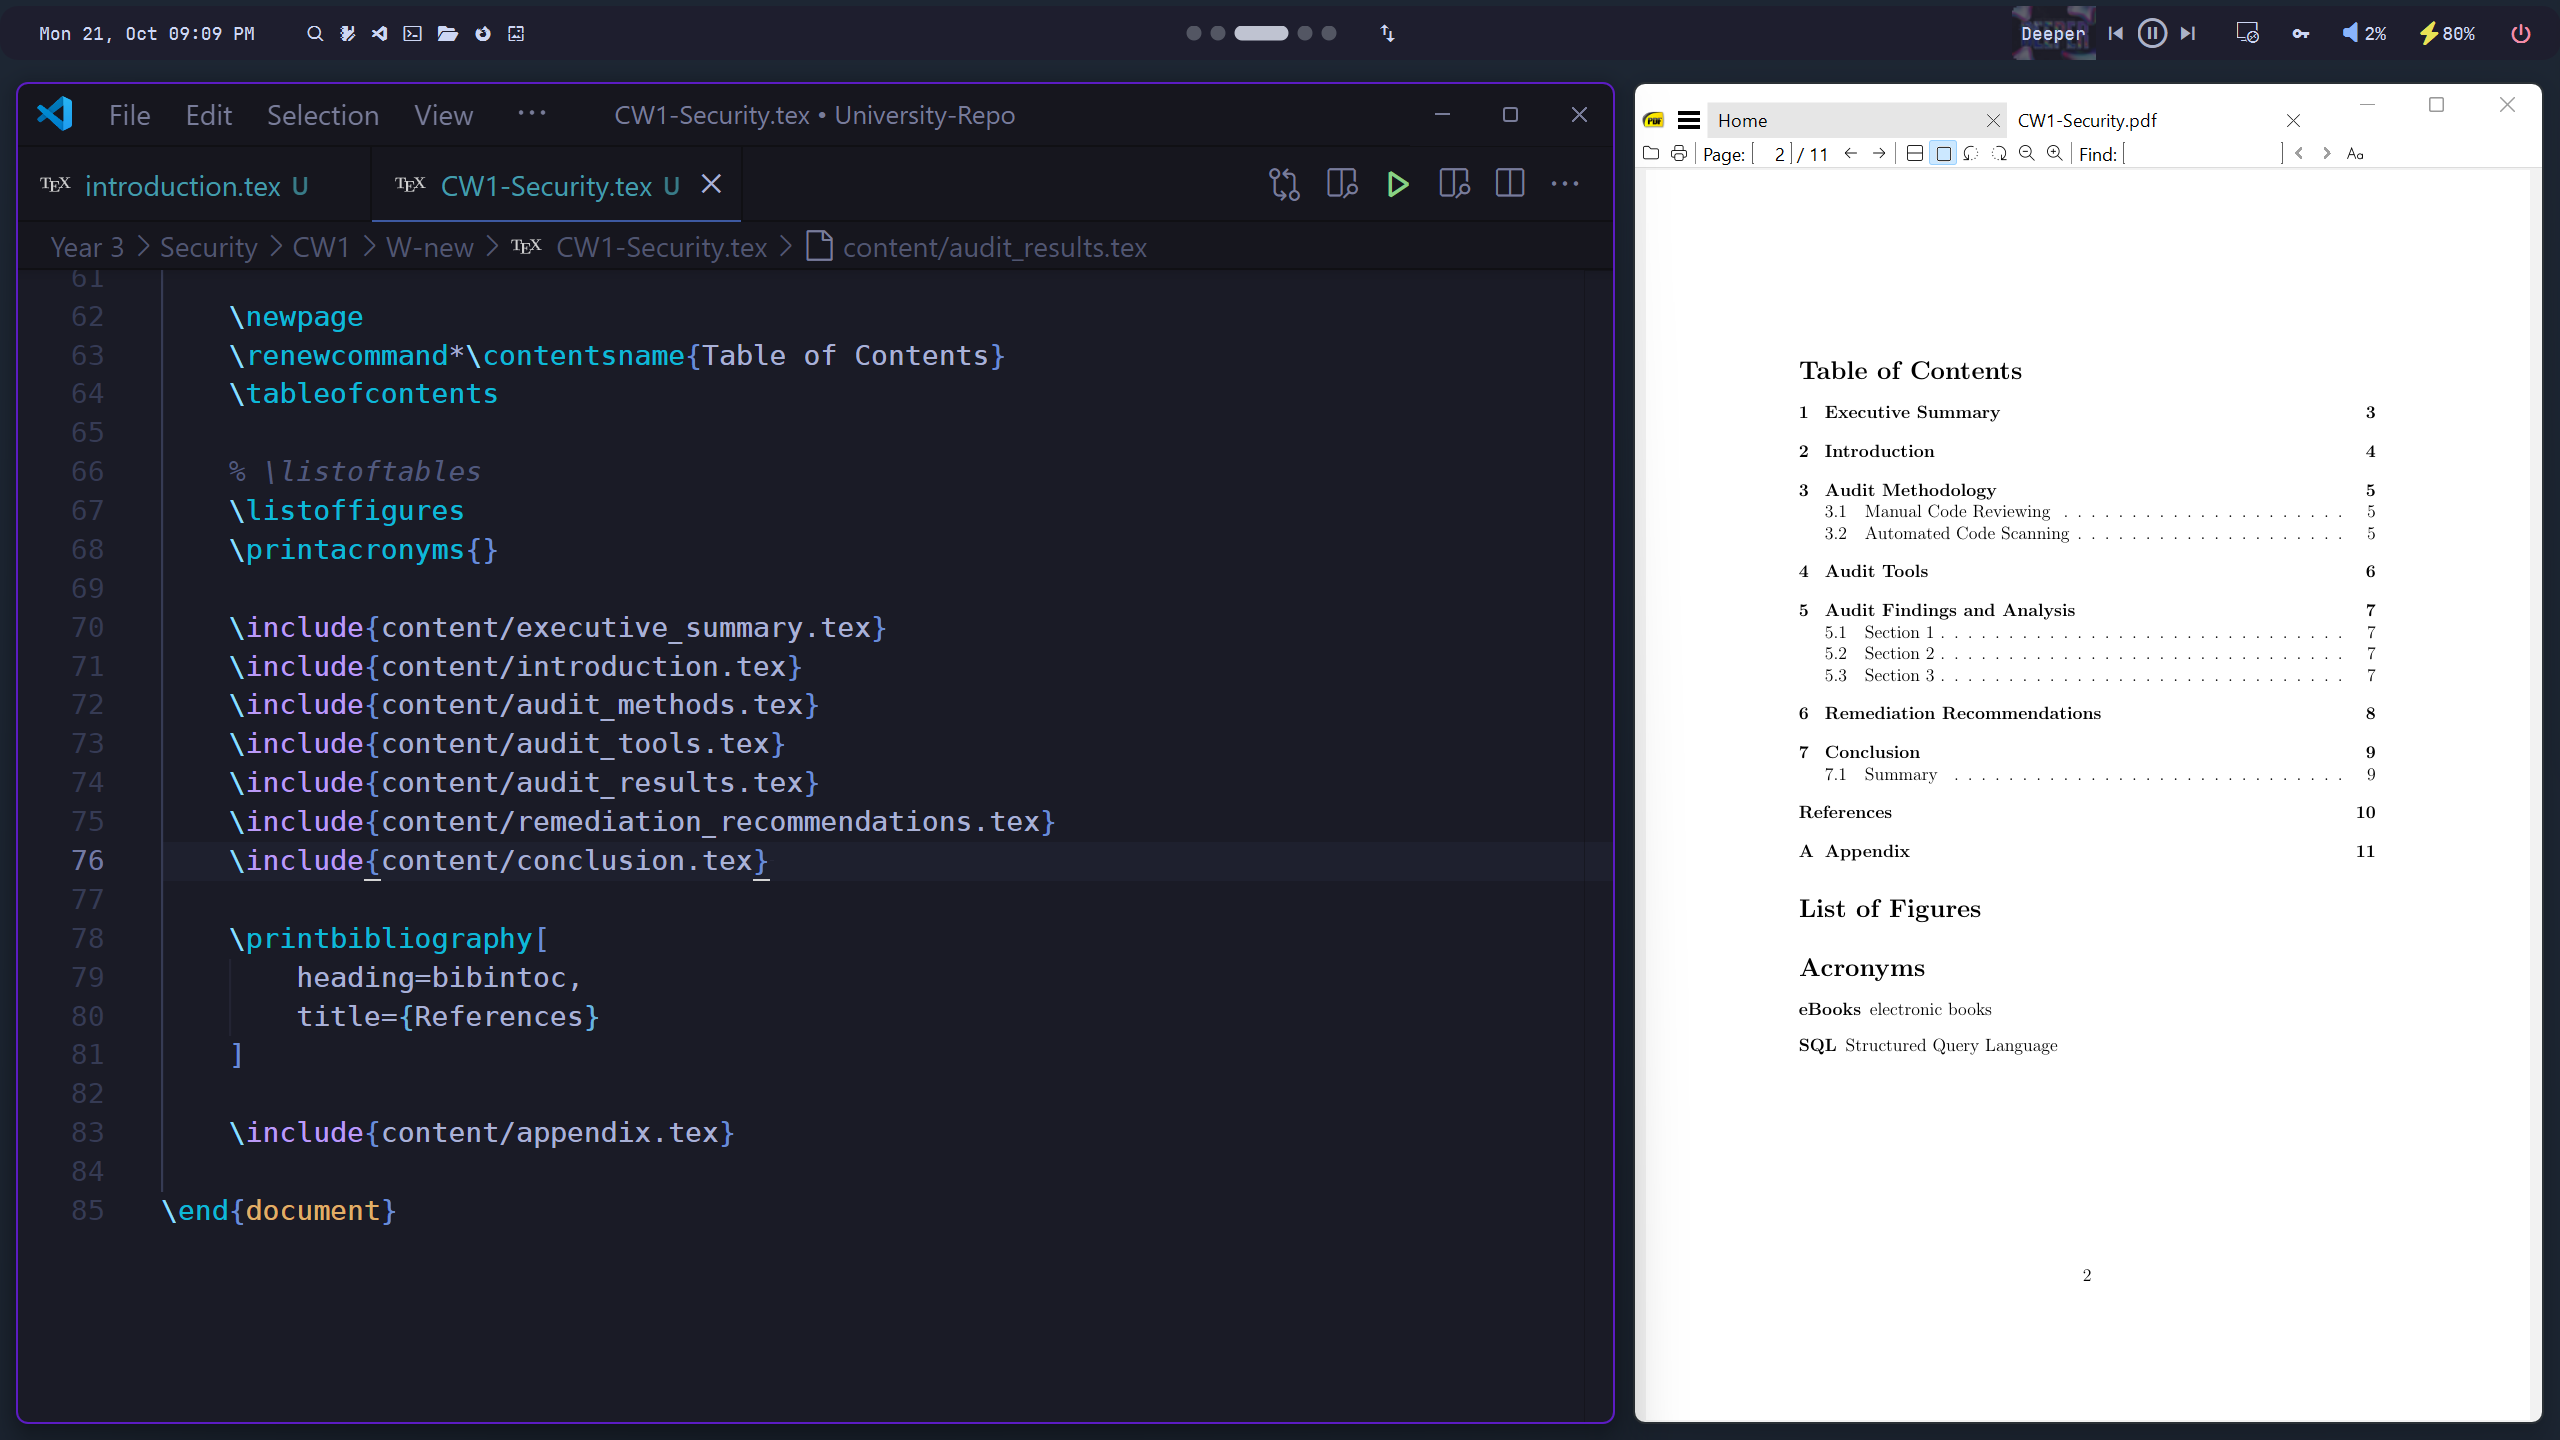 Mon 21, Oct 09:09 PM
Deeper
2%
80%
File Edit Selection View ··· CW1-Security.tex • University-Repo
TEX introduction.tex U TEX CW1-Security.tex U
Year 3 > Security > CW1 > W-new > TEX CW1-Security.tex > content/audit_results.tex
61
62 \newpage
63 \renewcommand*\contentsname{Table of Contents}
64 \tableofcontents
65
66 % \listoftables
67 \listoffigures
68 \printacronyms{}
69
70 \include{content/executive_summary.tex}
71 \include{content/introduction.tex}
72 \include{content/audit_methods.tex}
73 \include{content/audit_tools.tex}
74 \include{content/audit_results.tex}
75 \include{content/remediation_recommendations.tex}
76 \include{content/conclusion.tex}
77
78 \printbibliography[
79 heading=bibintoc,
80 title={References}
81 ]
82
83 \include{content/appendix.tex}
84
85 \end{document}
PDF Home CW1-Security.pdf
Page: 2 / 11 Find: Aa
Table of Contents
1 Executive Summary 3
2 Introduction 4
3 Audit Methodology 5
3.1 Manual Code Reviewing . . . . . . . . . . . . . . . . . . . . . 5
3.2 Automated Code Scanning . . . . . . . . . . . . . . . . . . . . 5
4 Audit Tools 6
5 Audit Findings and Analysis 7
5.1 Section 1 . . . . . . . . . . . . . . . . . . . . . . . . . . . . . . 7
5.2 Section 2 . . . . . . . . . . . . . . . . . . . . . . . . . . . . . . 7
5.3 Section 3 . . . . . . . . . . . . . . . . . . . . . . . . . . . . . . 7
6 Remediation Recommendations 8
7 Conclusion 9
7.1 Summary . . . . . . . . . . . . . . . . . . . . . . . . . . . . . 9
References 10
A Appendix 11
List of Figures
Acronyms
eBooks electronic books
SQL Structured Query Language
2